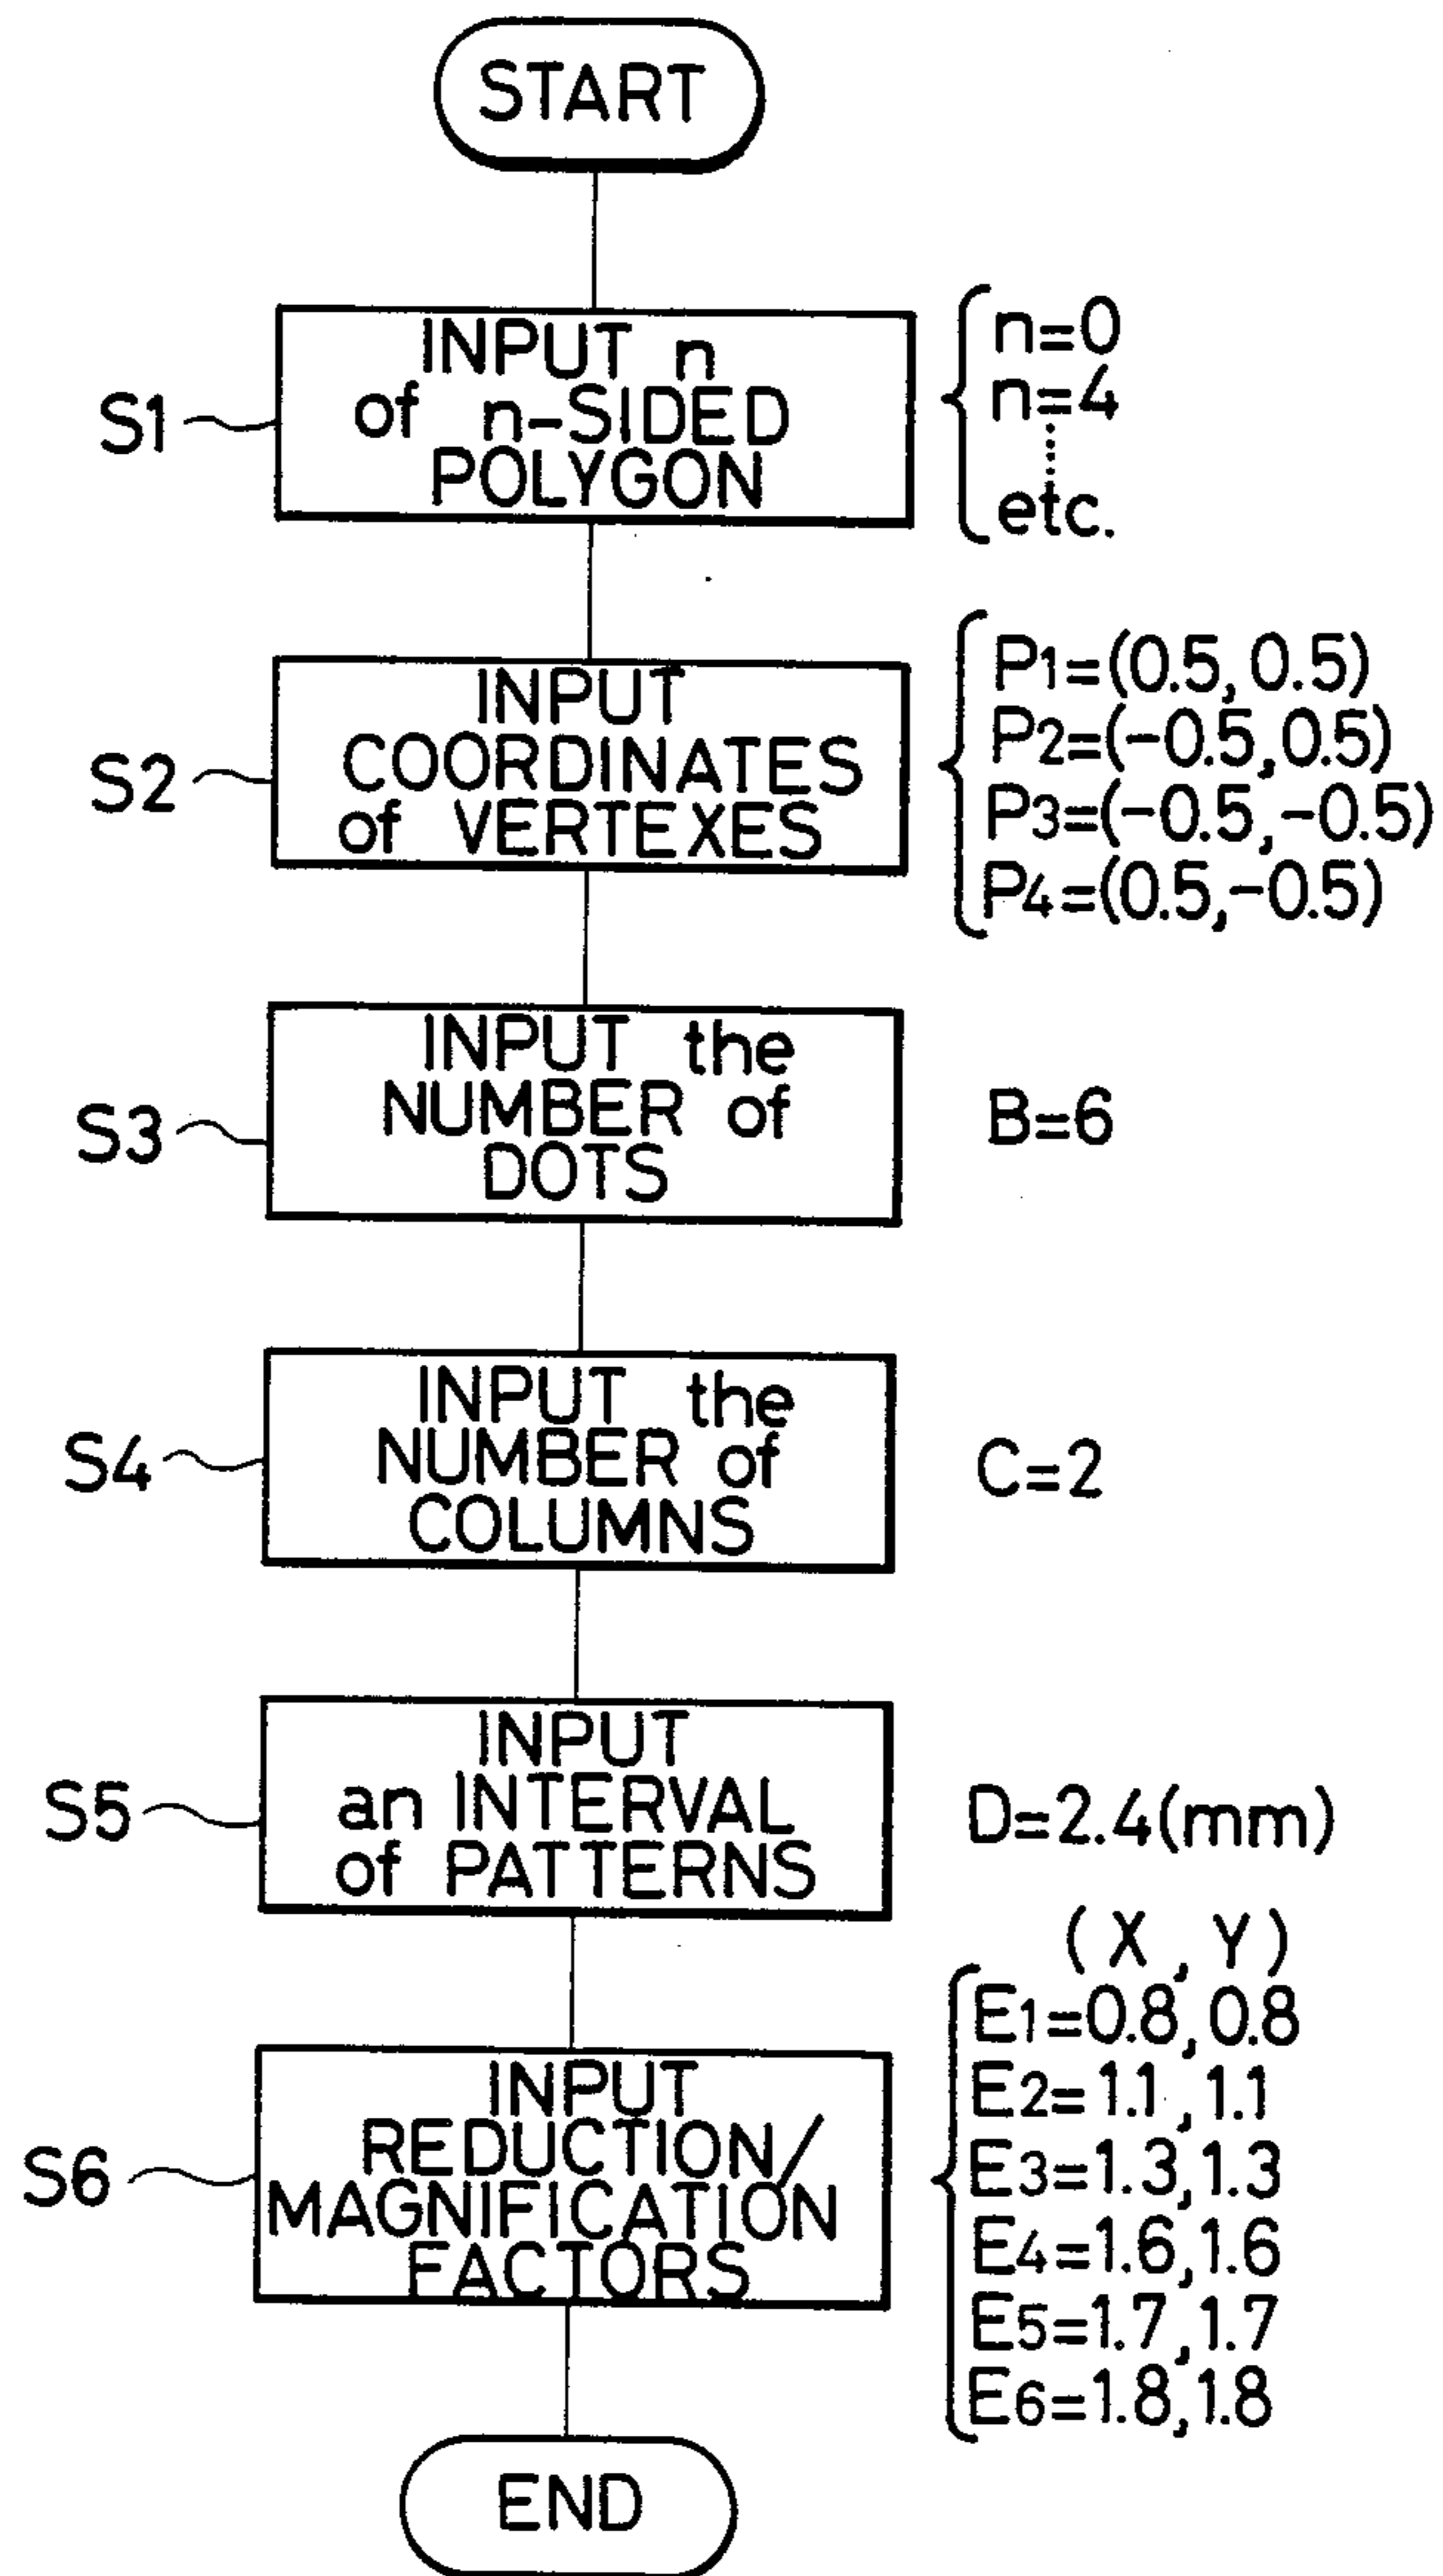 START
S1
INPUT n
of n-SIDED
POLYGON
n=0
n=4
etc.
S2
INPUT
COORDINATES
of VERTEXES
P1=(0.5, 0.5)
P2=(-0.5, 0.5)
P3=(-0.5, -0.5)
P4=(0.5, -0.5)
S3
INPUT the
NUMBER of
DOTS
B=6
S4
INPUT the
NUMBER of
COLUMNS
C=2
S5
INPUT
an INTERVAL
of PATTERNS
D=2.4(mm)
S6
INPUT
REDUCTION/
MAGNIFICATION
FACTORS
( X , Y )
E1=0.8, 0.8
E2=1.1, 1.1
E3=1.3, 1.3
E4=1.6, 1.6
E5=1.7, 1.7
E6=1.8, 1.8
END